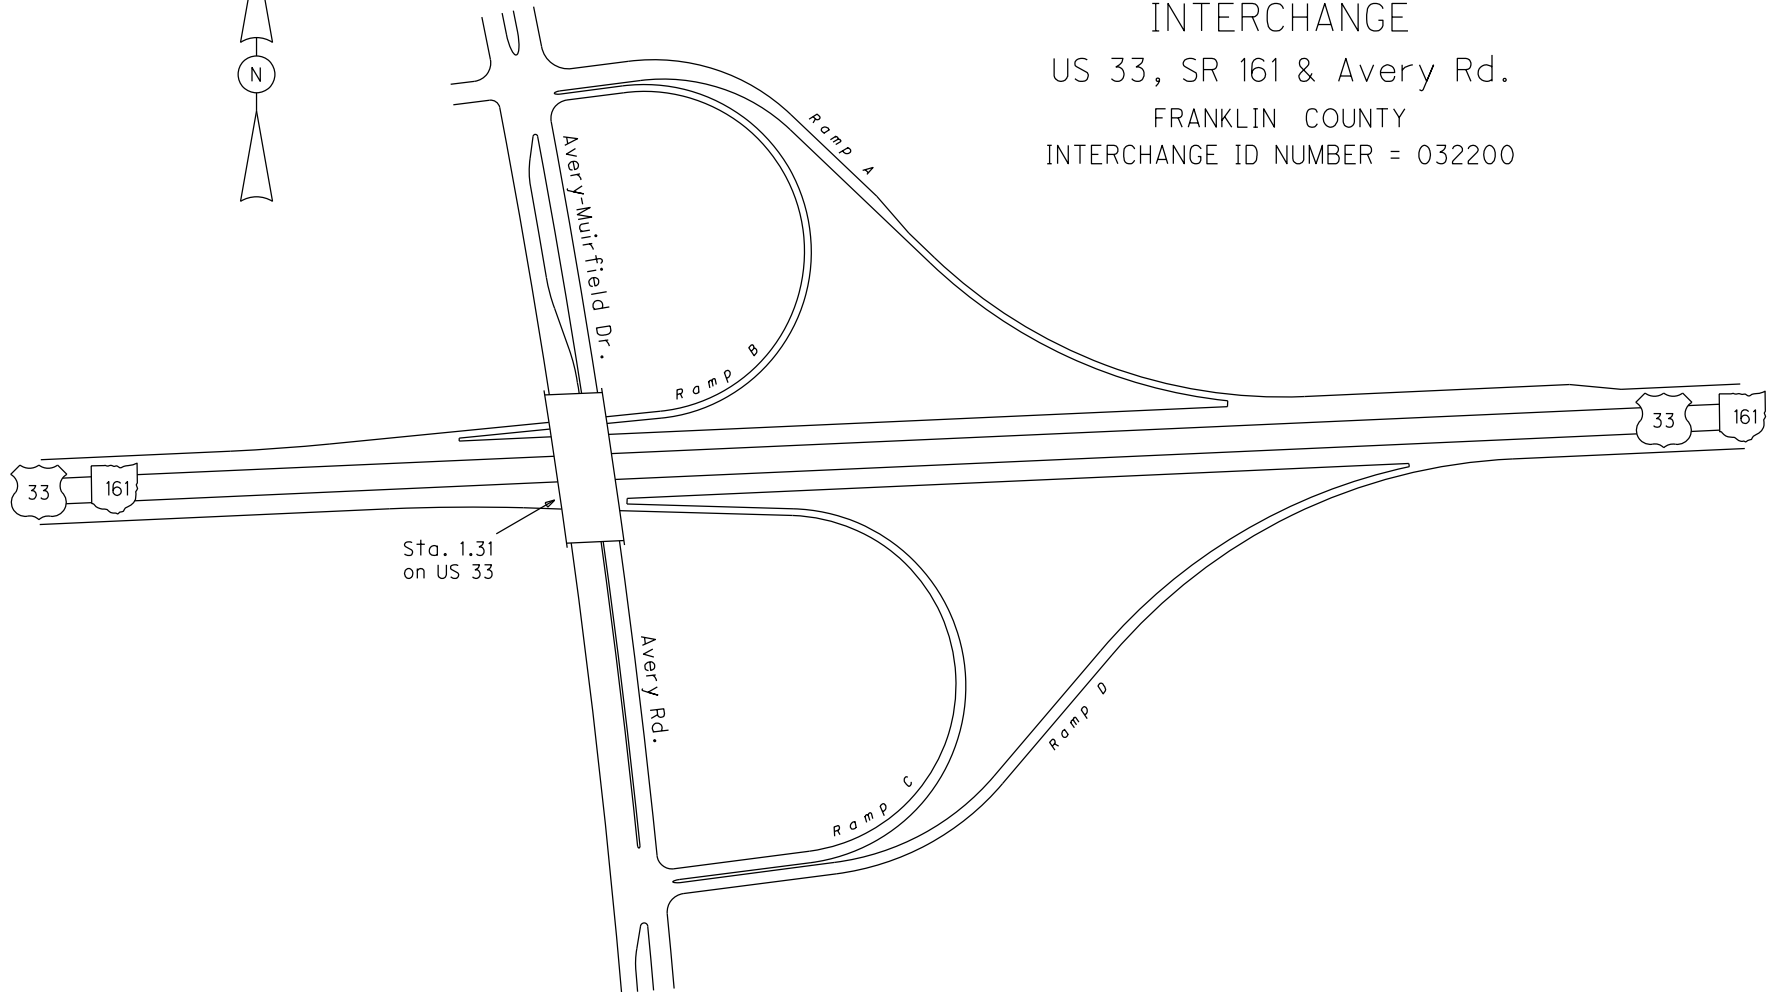 INTERCHANGE
US 33, SR 161 & Avery Rd.
FRANKLIN COUNTY
INTERCHANGE ID NUMBER = 032200
N
Ramp A
Avery-Muirfield Dr.
Ramp B
33
161
33
161
Sta. 1.31
on US 33
Avery Rd.
Ramp D
Ramp C